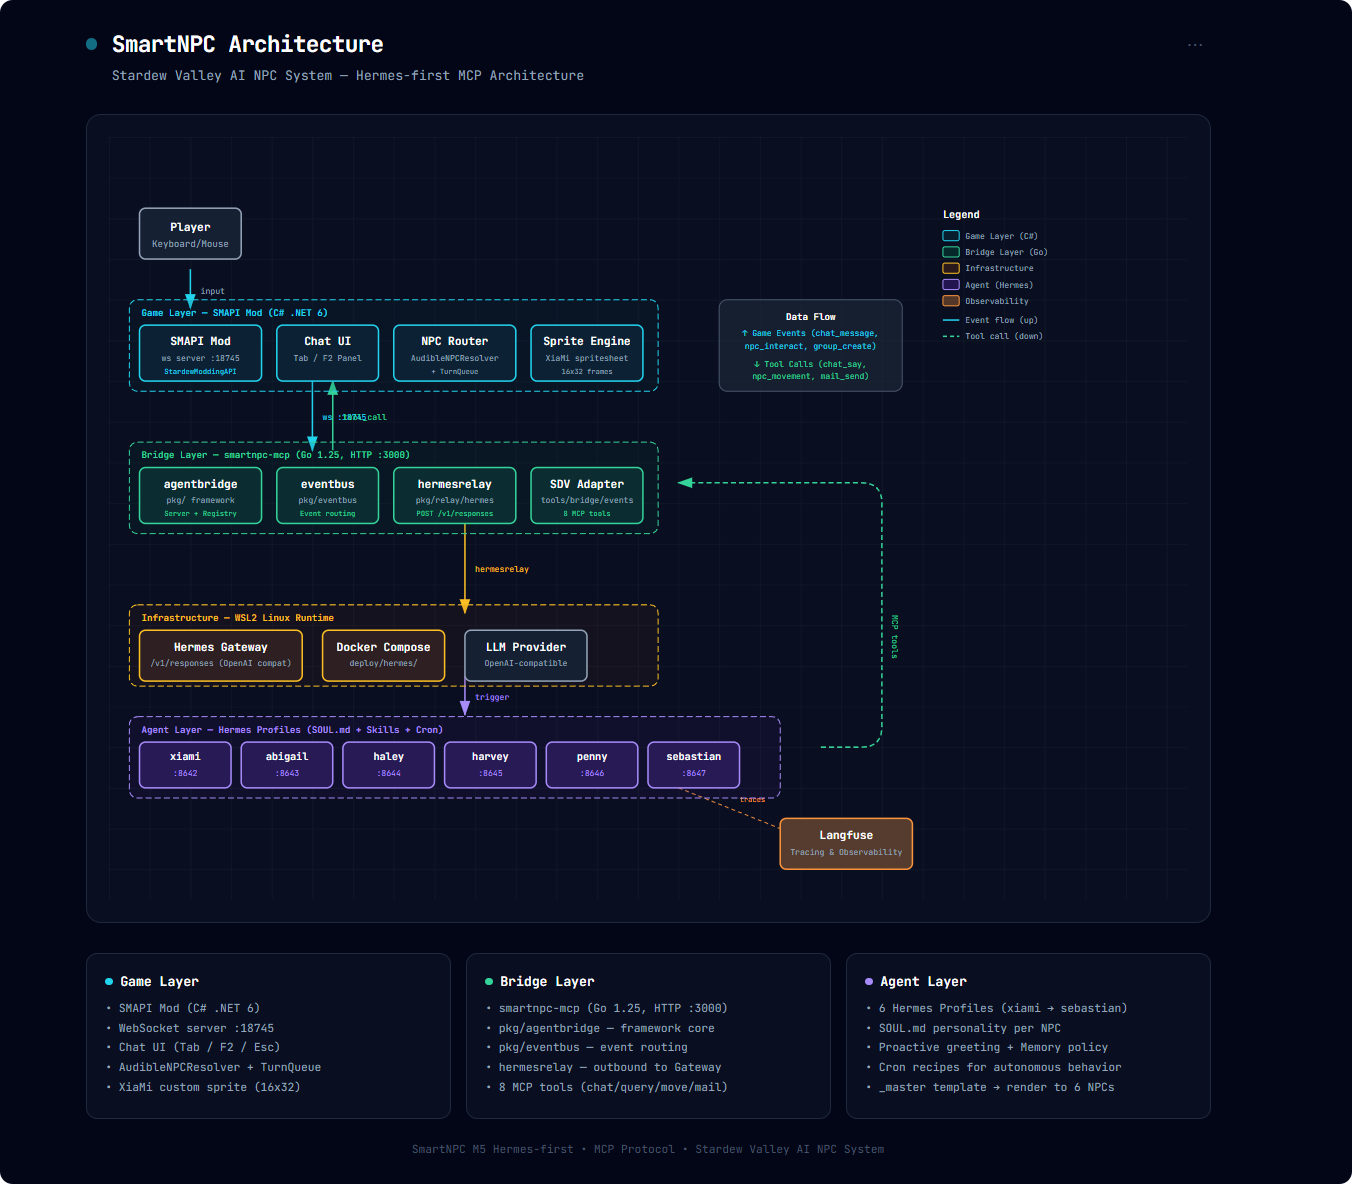 SmartNPC Architecture
...
Stardew Valley AI NPC System — Hermes-first MCP Architecture
Player
Keyboard/Mouse
input
Game Layer — SMAPI Mod (C# .NET 6)
SMAPI Mod
ws server :18745
StardewModdingAPI
Chat UI
Tab / F2 Panel
NPC Router
AudibleNPCResolver
+ TurnQueue
Sprite Engine
XiaMi spritesheet
16x32 frames
Data Flow
↑ Game Events (chat_message,
npc_interact, group_create)
↓ Tool Calls (chat_say,
npc_movement, mail_send)
Legend
Game Layer (C#)
Bridge Layer (Go)
Infrastructure
Agent (Hermes)
Observability
Event flow (up)
Tool call (down)
ws :18745
tool_call
Bridge Layer — smartnpc-mcp (Go 1.25, HTTP :3000)
agentbridge
pkg/ framework
Server + Registry
eventbus
pkg/eventbus
Event routing
hermesrelay
pkg/relay/hermes
POST /v1/responses
SDV Adapter
tools/bridge/events
8 MCP tools
hermesrelay
MCP tools
Infrastructure — WSL2 Linux Runtime
Hermes Gateway
/v1/responses (OpenAI compat)
Docker Compose
deploy/hermes/
LLM Provider
OpenAI-compatible
trigger
Agent Layer — Hermes Profiles (SOUL.md + Skills + Cron)
xiami
:8642
abigail
:8643
haley
:8644
harvey
:8645
penny
:8646
sebastian
:8647
traces
Langfuse
Tracing & Observability
Game Layer
• SMAPI Mod (C# .NET 6)
• WebSocket server :18745
• Chat UI (Tab / F2 / Esc)
• AudibleNPCResolver + TurnQueue
• XiaMi custom sprite (16x32)
Bridge Layer
• smartnpc-mcp (Go 1.25, HTTP :3000)
• pkg/agentbridge — framework core
• pkg/eventbus — event routing
• hermesrelay — outbound to Gateway
• 8 MCP tools (chat/query/move/mail)
Agent Layer
• 6 Hermes Profiles (xiami → sebastian)
• SOUL.md personality per NPC
• Proactive greeting + Memory policy
• Cron recipes for autonomous behavior
• _master template → render to 6 NPCs
SmartNPC M5 Hermes-first • MCP Protocol • Stardew Valley AI NPC System